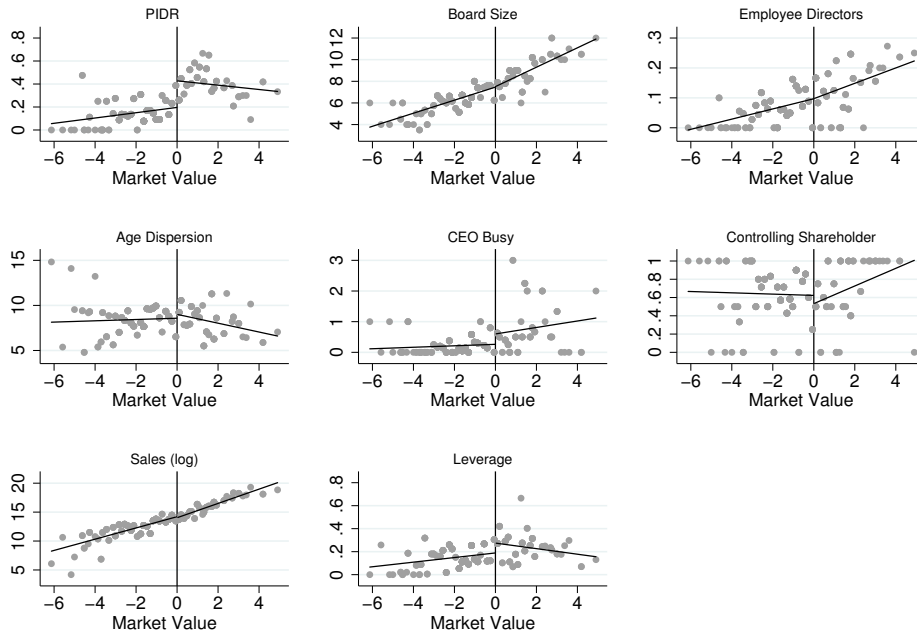 PIDR
Board Size
Employee Directors
0 .2 .4 .6 .8
4 6 8 10 12
0 .1 .2 .3
−6 −4 −2 0 2 4
−6 −4 −2 0 2 4
−6 −4 −2 0 2 4
Market Value
Market Value
Market Value
Age Dispersion
CEO Busy
Controlling Shareholder
5 10 15
0 1 2 3
0 .2 .4 .6 .8 1
−6 −4 −2 0 2 4
−6 −4 −2 0 2 4
−6 −4 −2 0 2 4
Market Value
Market Value
Market Value
Sales (log)
Leverage
5 10 15 20
0 .2 .4 .6 .8
−6 −4 −2 0 2 4
−6 −4 −2 0 2 4
Market Value
Market Value